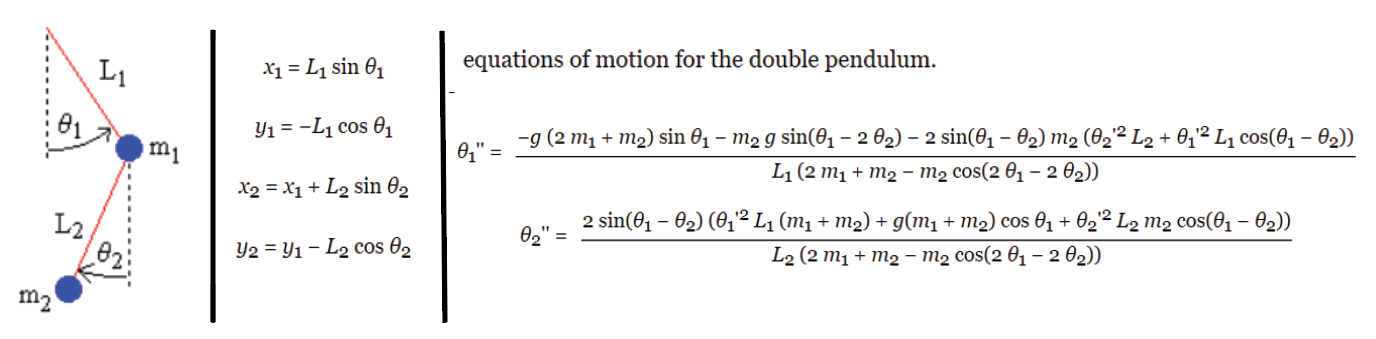 L₁
θ₁
m₁
L₂
θ₂
m₂
x₁ = L₁ sin θ₁
y₁ = −L₁ cos θ₁
x₂ = x₁ + L₂ sin θ₂
y₂ = y₁ − L₂ cos θ₂
equations of motion for the double pendulum.
θ₁'' = −g (2 m₁ + m₂) sin θ₁ − m₂ g sin(θ₁ − 2 θ₂) − 2 sin(θ₁ − θ₂) m₂ (θ₂'² L₂ + θ₁'² L₁ cos(θ₁ − θ₂))
L₁ (2 m₁ + m₂ − m₂ cos(2 θ₁ − 2 θ₂))
θ₂'' = 2 sin(θ₁ − θ₂) (θ₁'² L₁ (m₁ + m₂) + g(m₁ + m₂) cos θ₁ + θ₂'² L₂ m₂ cos(θ₁ − θ₂))
L₂ (2 m₁ + m₂ − m₂ cos(2 θ₁ − 2 θ₂))